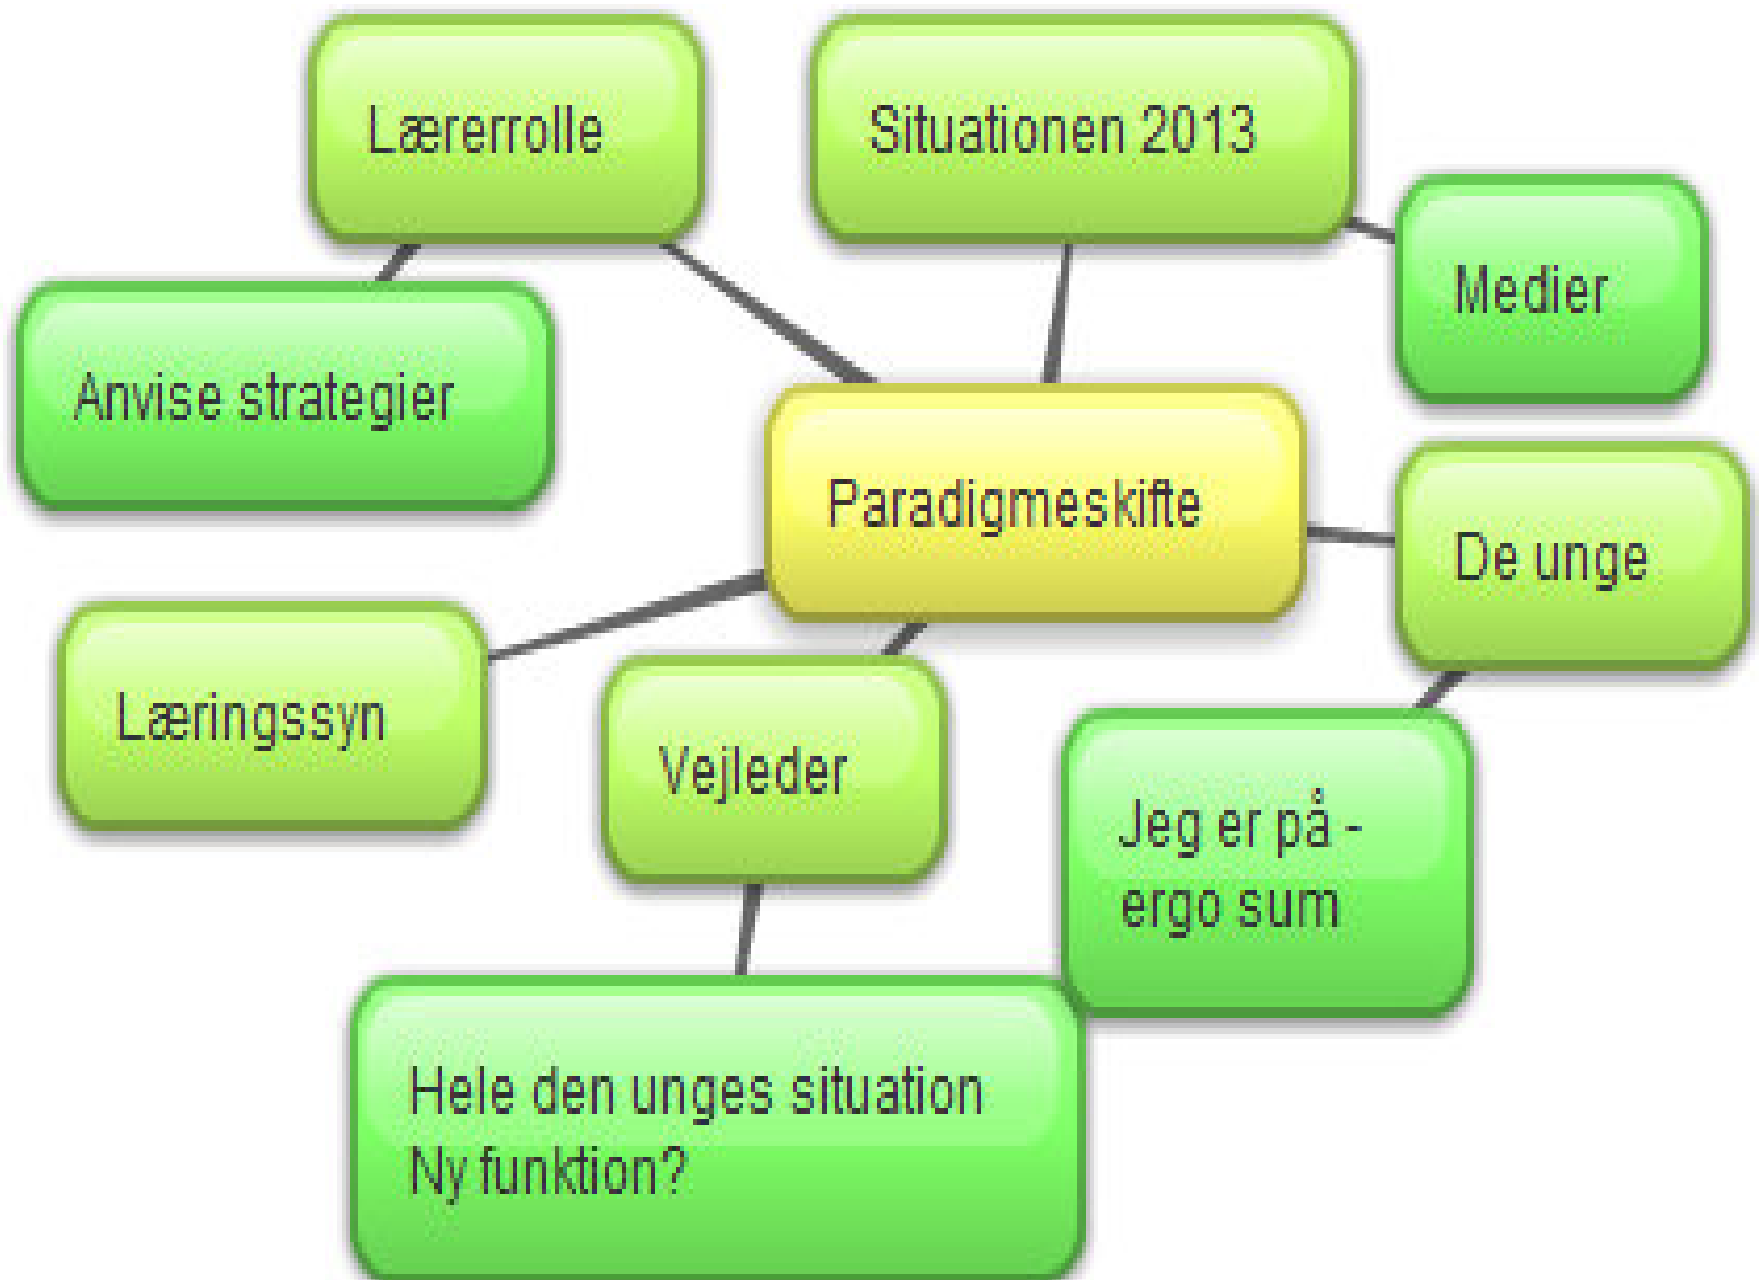 Lærerrolle
Situationen 2013
Medier
Anvise strategier
Paradigmeskifte
De unge
Læringssyn
Vejleder
Jeg er på -
ergo sum
Hele den unges situation
Ny funktion?